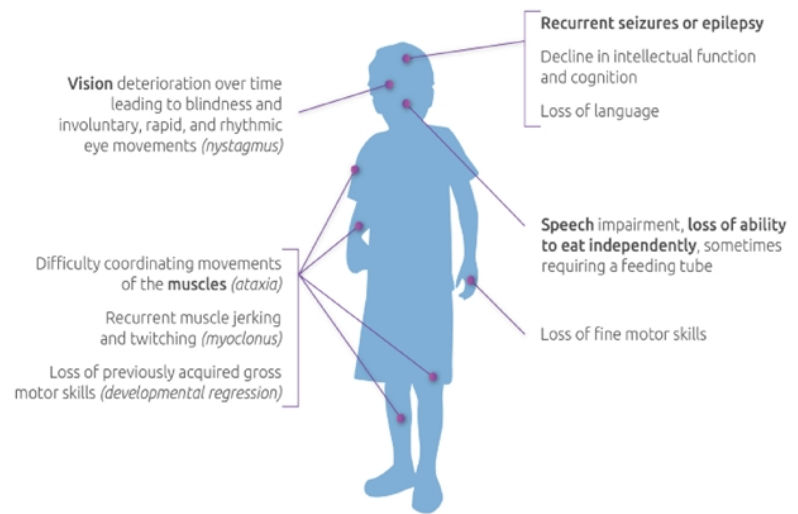 Recurrent seizures or epilepsy
Decline in intellectual function
and cognition
Loss of language
Vision deterioration over time
leading to blindness and
involuntary, rapid, and rhythmic
eye movements (nystagmus)
Speech impairment, loss of ability
to eat independently, sometimes
requiring a feeding tube
Difficulty coordinating movements
of the muscles (ataxia)
Recurrent muscle jerking
and twitching (myoclonus)
Loss of previously acquired gross
motor skills (developmental regression)
Loss of fine motor skills